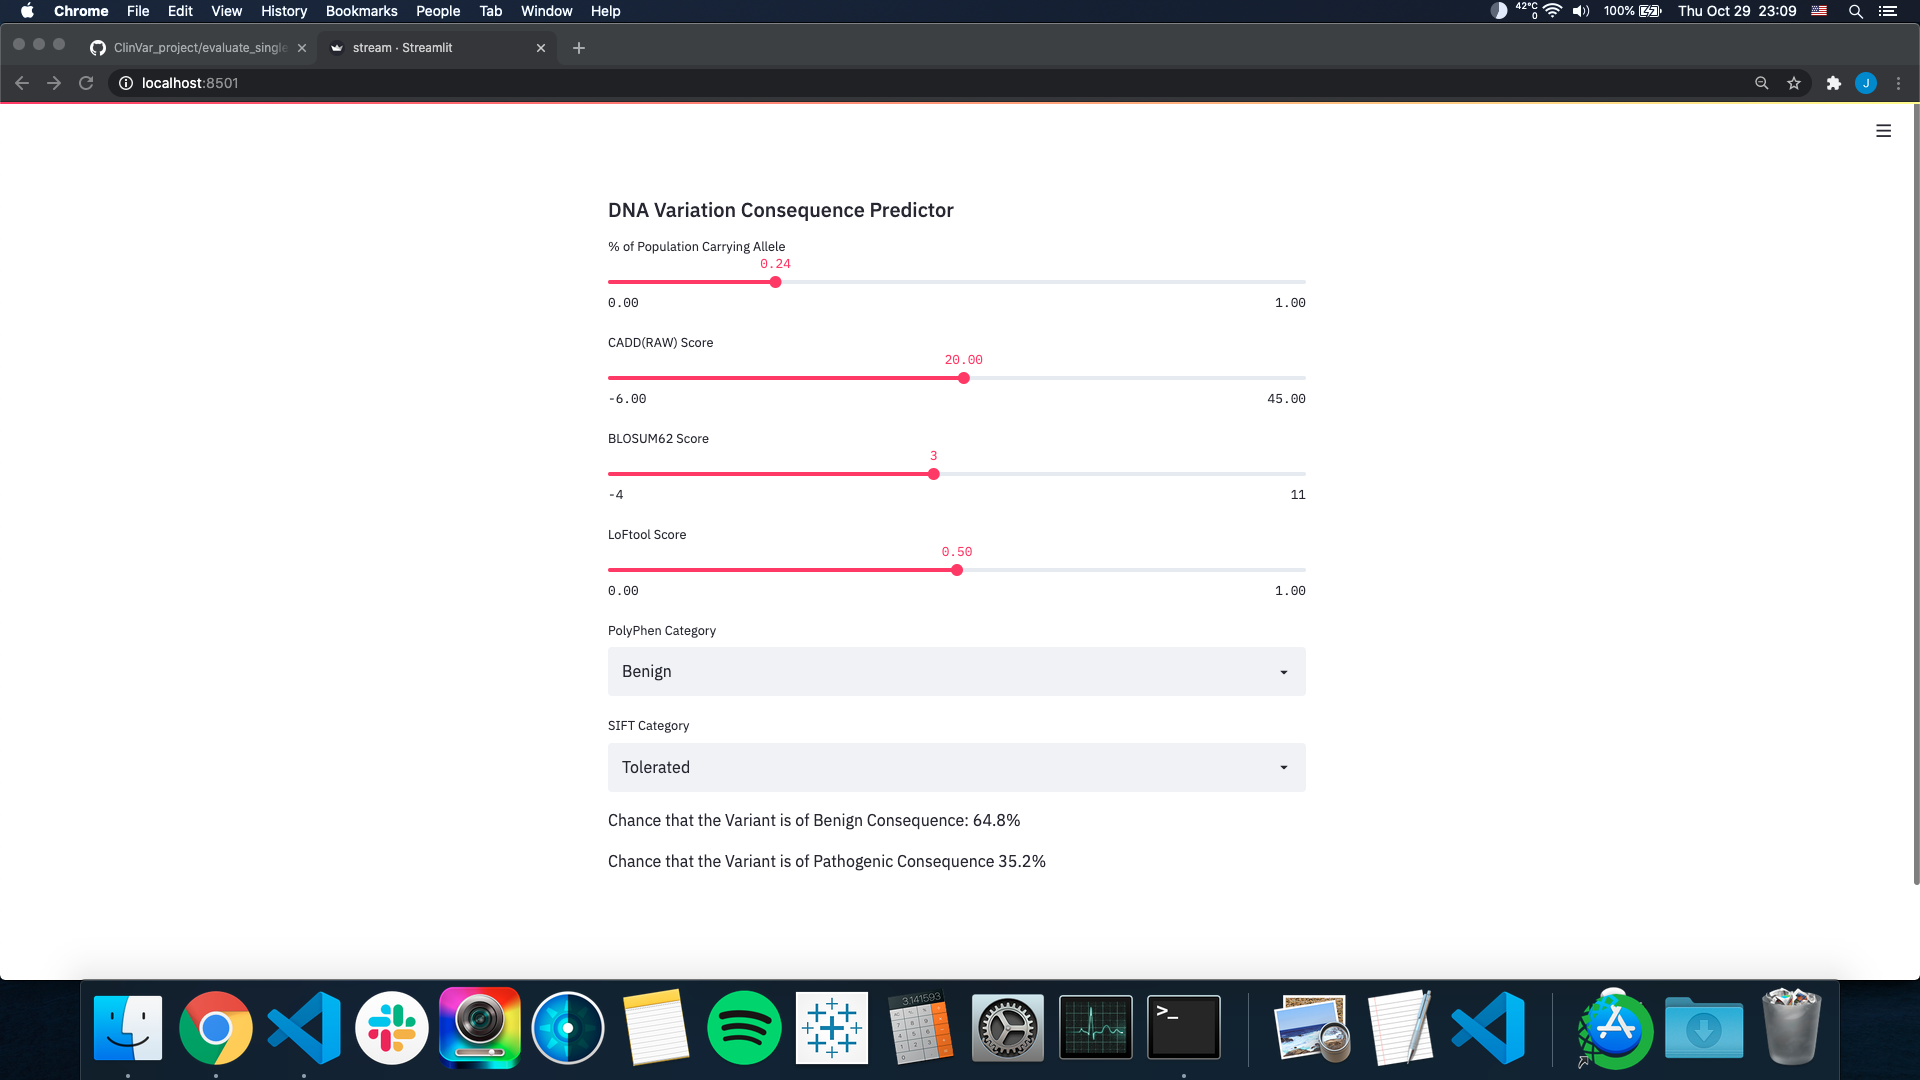 Chrome File Edit View History Bookmarks People Tab Window Help 42°C 0 100% Thu Oct 29 23:09
ClinVar_project/evaluate_single stream · Streamlit
localhost:8501 J
DNA Variation Consequence Predictor
% of Population Carrying Allele
0.24
0.00 1.00
CADD(RAW) Score
20.00
-6.00 45.00
BLOSUM62 Score
3
-4 11
LoFtool Score
0.50
0.00 1.00
PolyPhen Category
Benign
SIFT Category
Tolerated
Chance that the Variant is of Benign Consequence: 64.8%
Chance that the Variant is of Pathogenic Consequence 35.2%
3.141593
>_